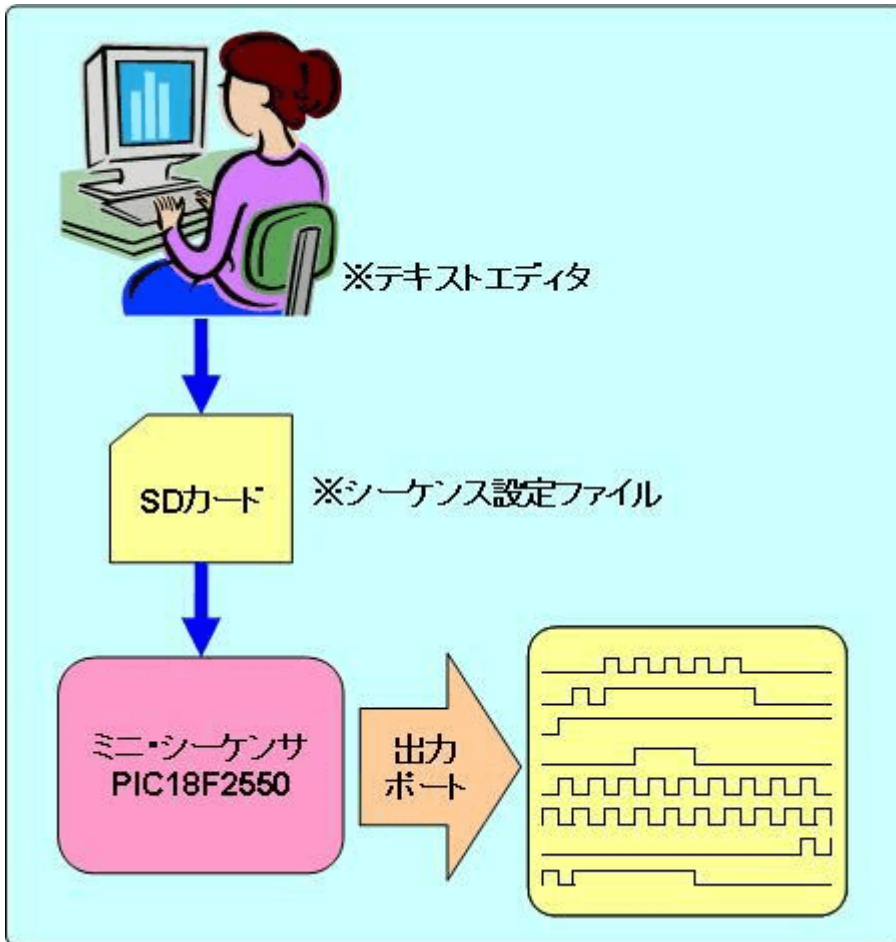 ※テキストエディタ
SDカード
※シーケンス設定ファイル
ミニ・シーケンサ
PIC18F2550
出力
ポート